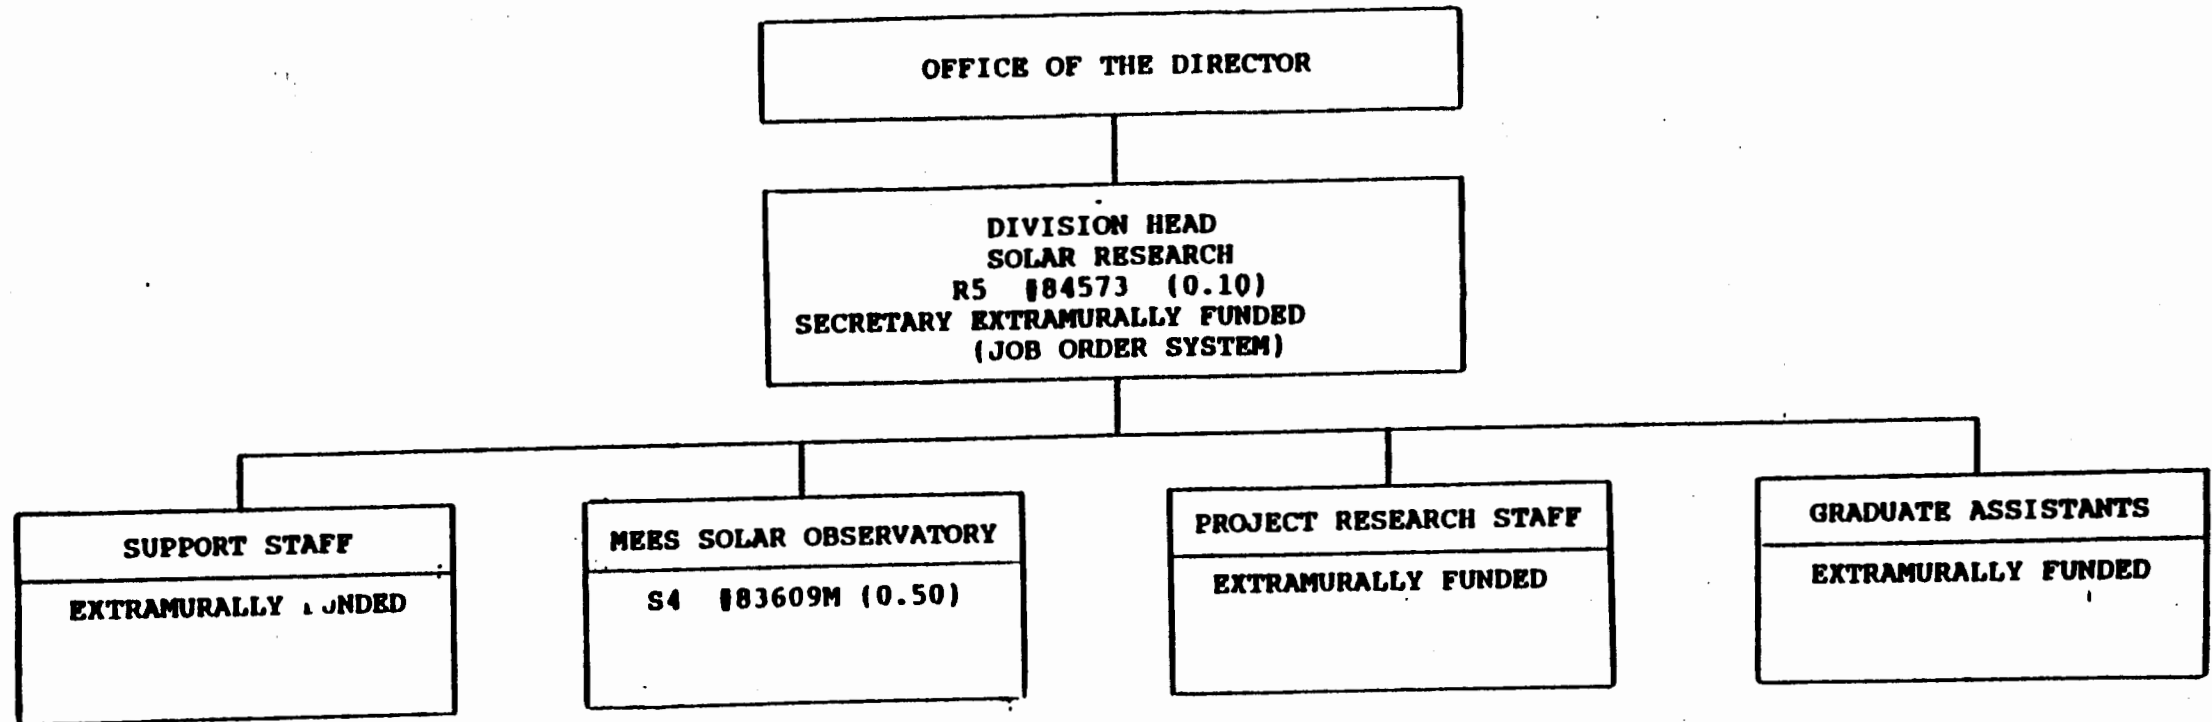 OFFICE OF THE DIRECTOR
DIVISION HEAD
SOLAR RESEARCH
R5 #84573 (0.10)
SECRETARY EXTRAMURALLY FUNDED
(JOB ORDER SYSTEM)
SUPPORT STAFF
EXTRAMURALLY FUNDED
MEES SOLAR OBSERVATORY
S4 #83609M (0.50)
PROJECT RESEARCH STAFF
EXTRAMURALLY FUNDED
GRADUATE ASSISTANTS
EXTRAMURALLY FUNDED